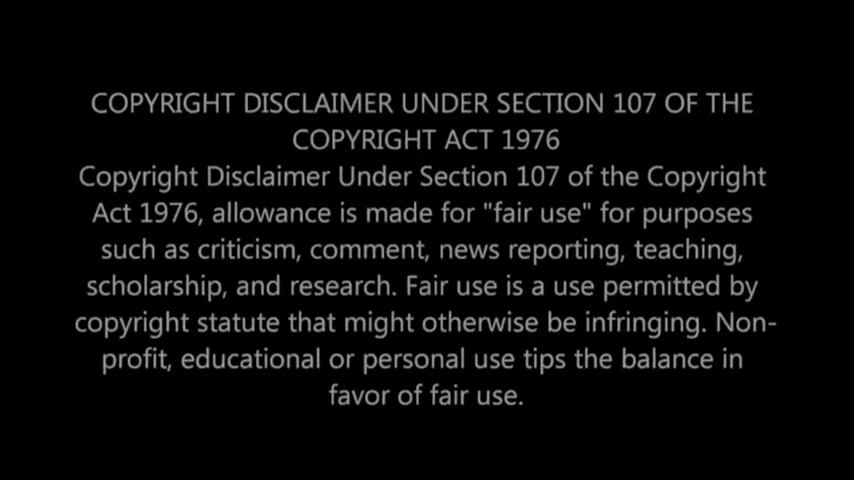 COPYRIGHT DISCLAIMER UNDER SECTION 107 OF THE
COPYRIGHT ACT 1976
Copyright Disclaimer Under Section 107 of the Copyright
Act 1976, allowance is made for "fair use" for purposes
such as criticism, comment, news reporting, teaching,
scholarship, and research. Fair use is a use permitted by
copyright statute that might otherwise be infringing. Non-
profit, educational or personal use tips the balance in
favor of fair use.